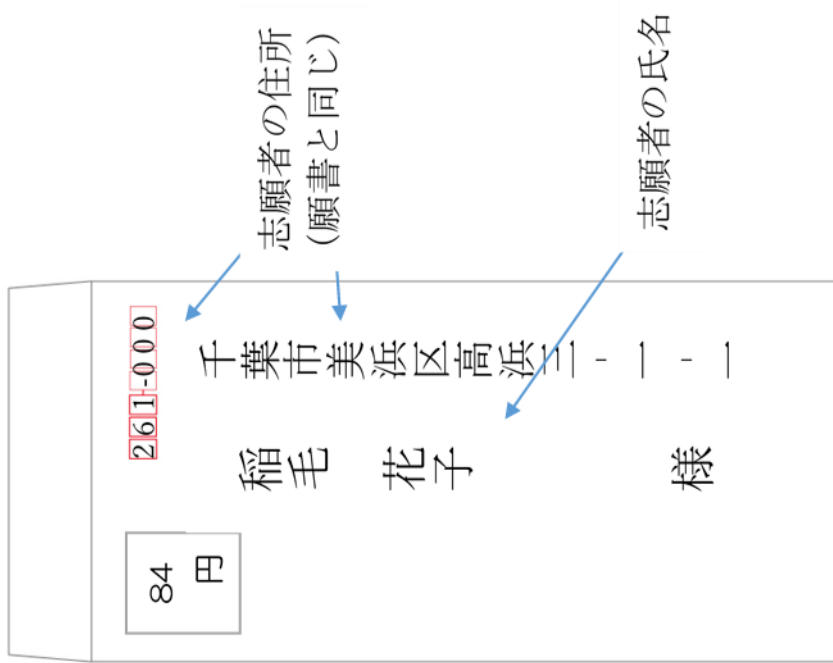 志願者の住所
(願書と同じ)
志願者の氏名
261-000
千葉市美浜区高浜三-一-一
稲毛 花子 様
84
円